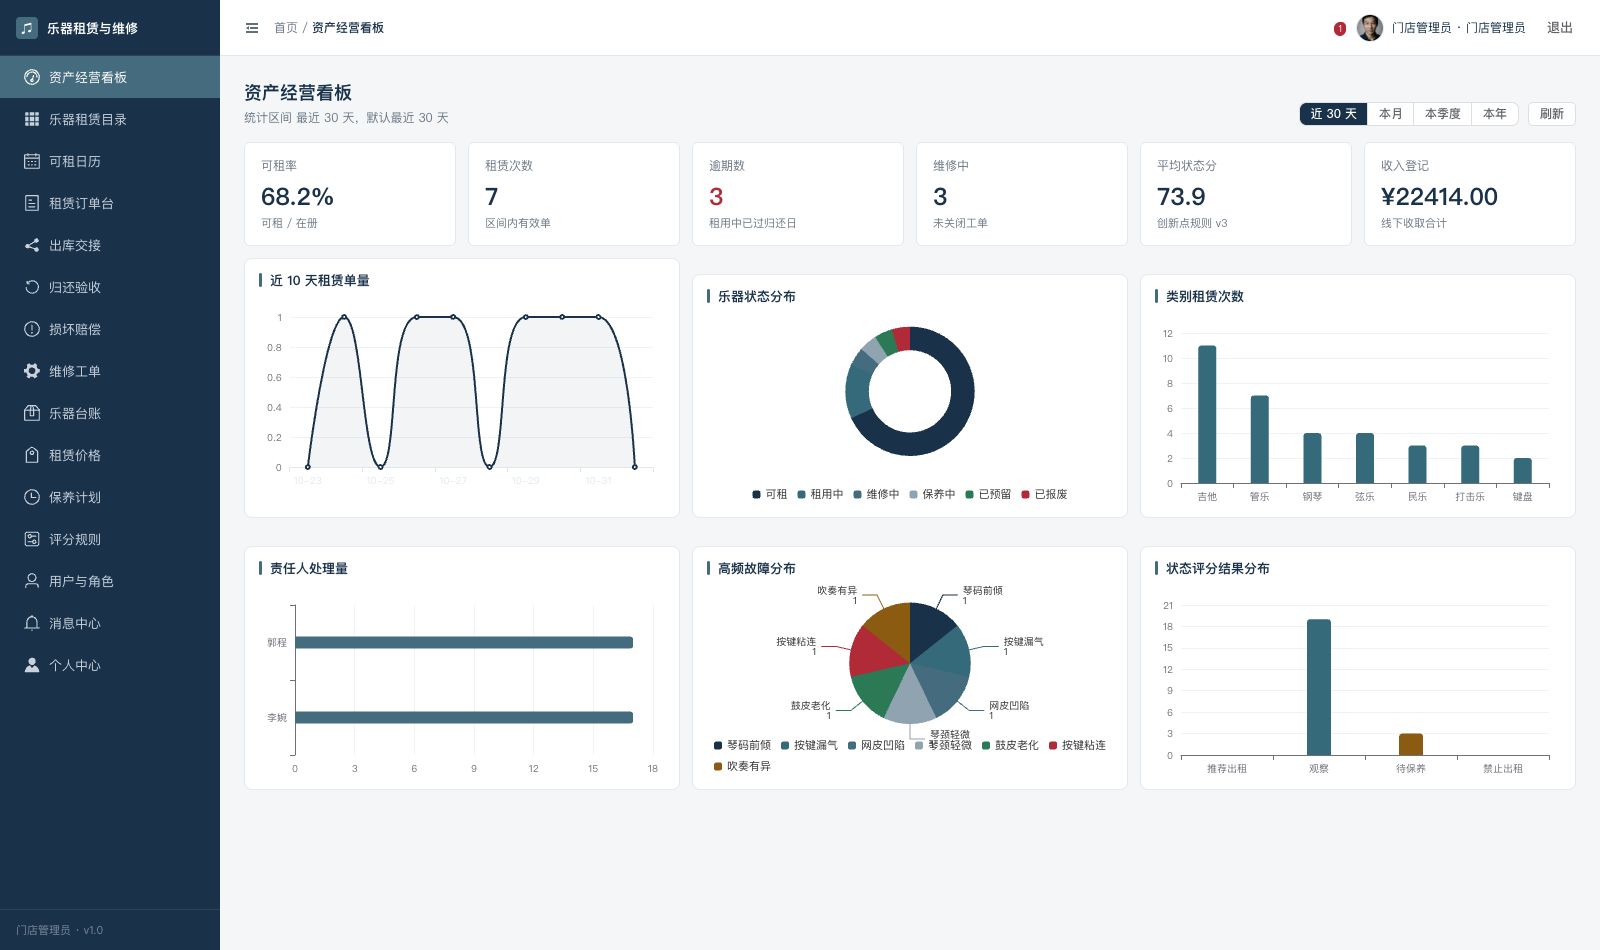 乐器租赁与维修
首页 / 资产经营看板
1
门店管理员 · 门店管理员
退出
资产经营看板
乐器租赁目录
可租日历
租赁订单台
出库交接
归还验收
损坏赔偿
维修工单
乐器台账
租赁价格
保养计划
评分规则
用户与角色
消息中心
个人中心
门店管理员 · v1.0
资产经营看板
统计区间 最近 30 天，默认最近 30 天
近 30 天
本月
本季度
本年
刷新
可租率
68.2%
可租 / 在册
租赁次数
7
区间内有效单
逾期数
3
租用中已过归还日
维修中
3
未关闭工单
平均状态分
73.9
创新点规则 v3
收入登记
¥22414.00
线下收取合计
近 10 天租赁单量
1
0.8
0.6
0.4
0.2
0
10-23 10-25 10-27 10-29 10-31
乐器状态分布
可租 租用中 维修中 保养中 已预留 已报废
类别租赁次数
12
10
8
6
4
2
0
吉他 管乐 钢琴 弦乐 民乐 打击乐 键盘
责任人处理量
郭程
李婉
0 3 6 9 12 15 18
高频故障分布
吹奏有异
1
琴码前倾
1
按键粘连
1
按键漏气
1
鼓皮老化
1
网皮凹陷
1
琴颈轻微
琴码前倾 按键漏气 网皮凹陷 琴颈轻微 鼓皮老化 按键粘连
吹奏有异
状态评分结果分布
21
18
15
12
9
6
3
0
推荐出租 观察 待保养 禁止出租